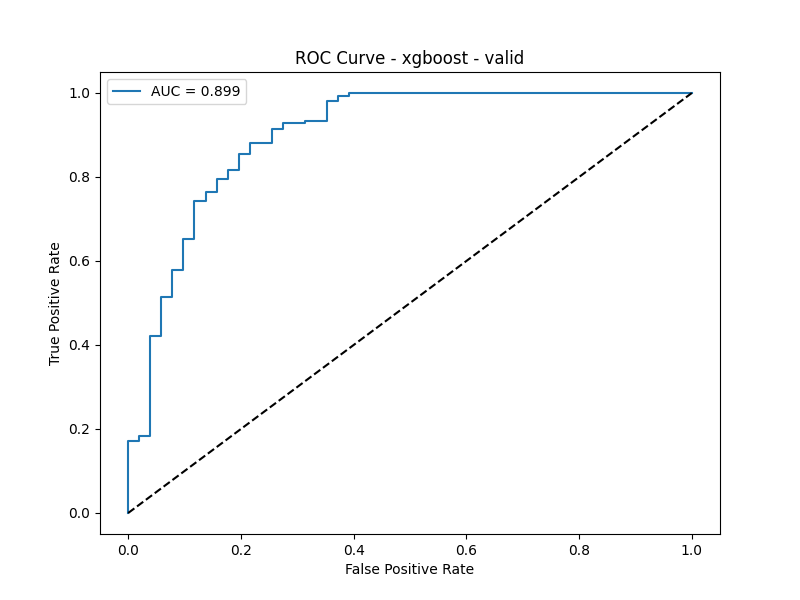 ROC Curve - xgboost - valid
AUC = 0.899
1.0
0.8
0.6
0.4
0.2
0.0
True Positive Rate
0.0 0.2 0.4 0.6 0.8 1.0
False Positive Rate